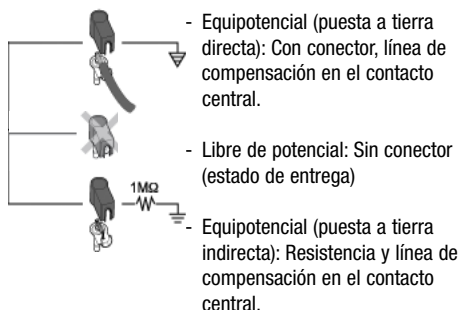 - Equipotencial (puesta a tierra
directa): Con conector, línea de
compensación en el contacto
central.
- Libre de potencial: Sin conector
(estado de entrega)
1MΩ
- Equipotencial (puesta a tierra
indirecta): Resistencia y línea de
compensación en el contacto
central.